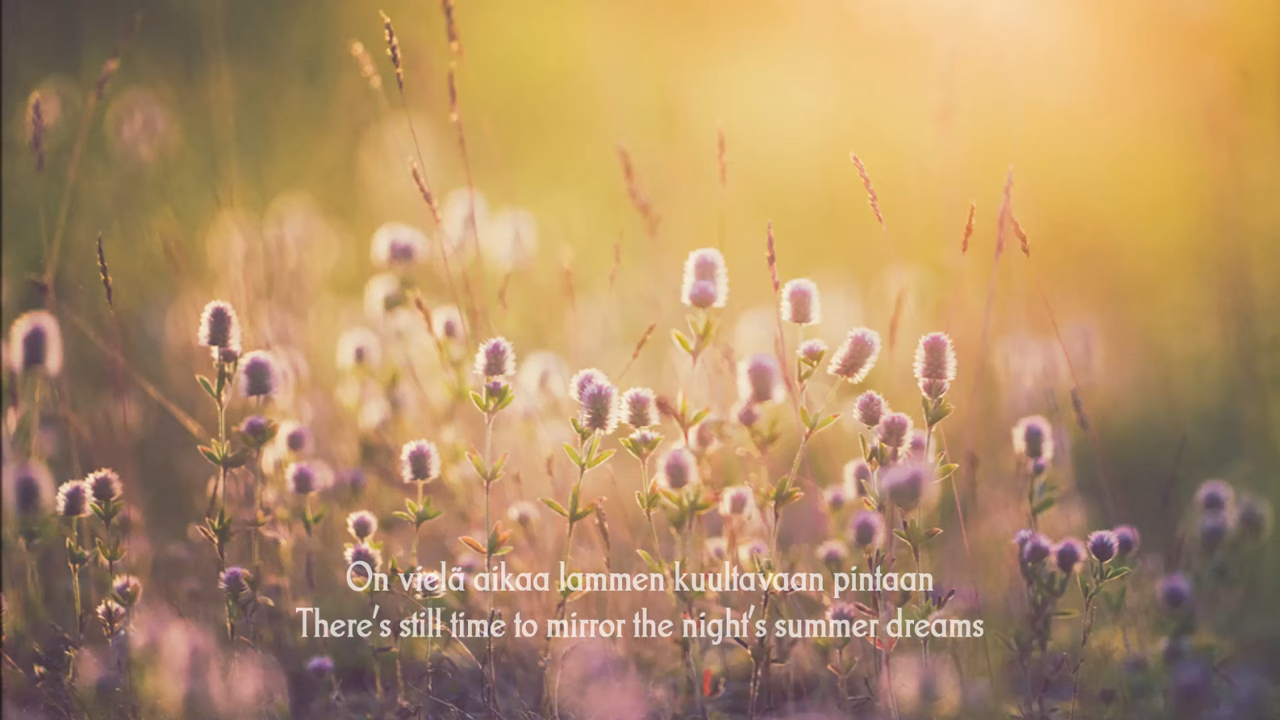 On vielä aikaa lammen kuultavaan pintaan
There's still time to mirror the night's summer dreams